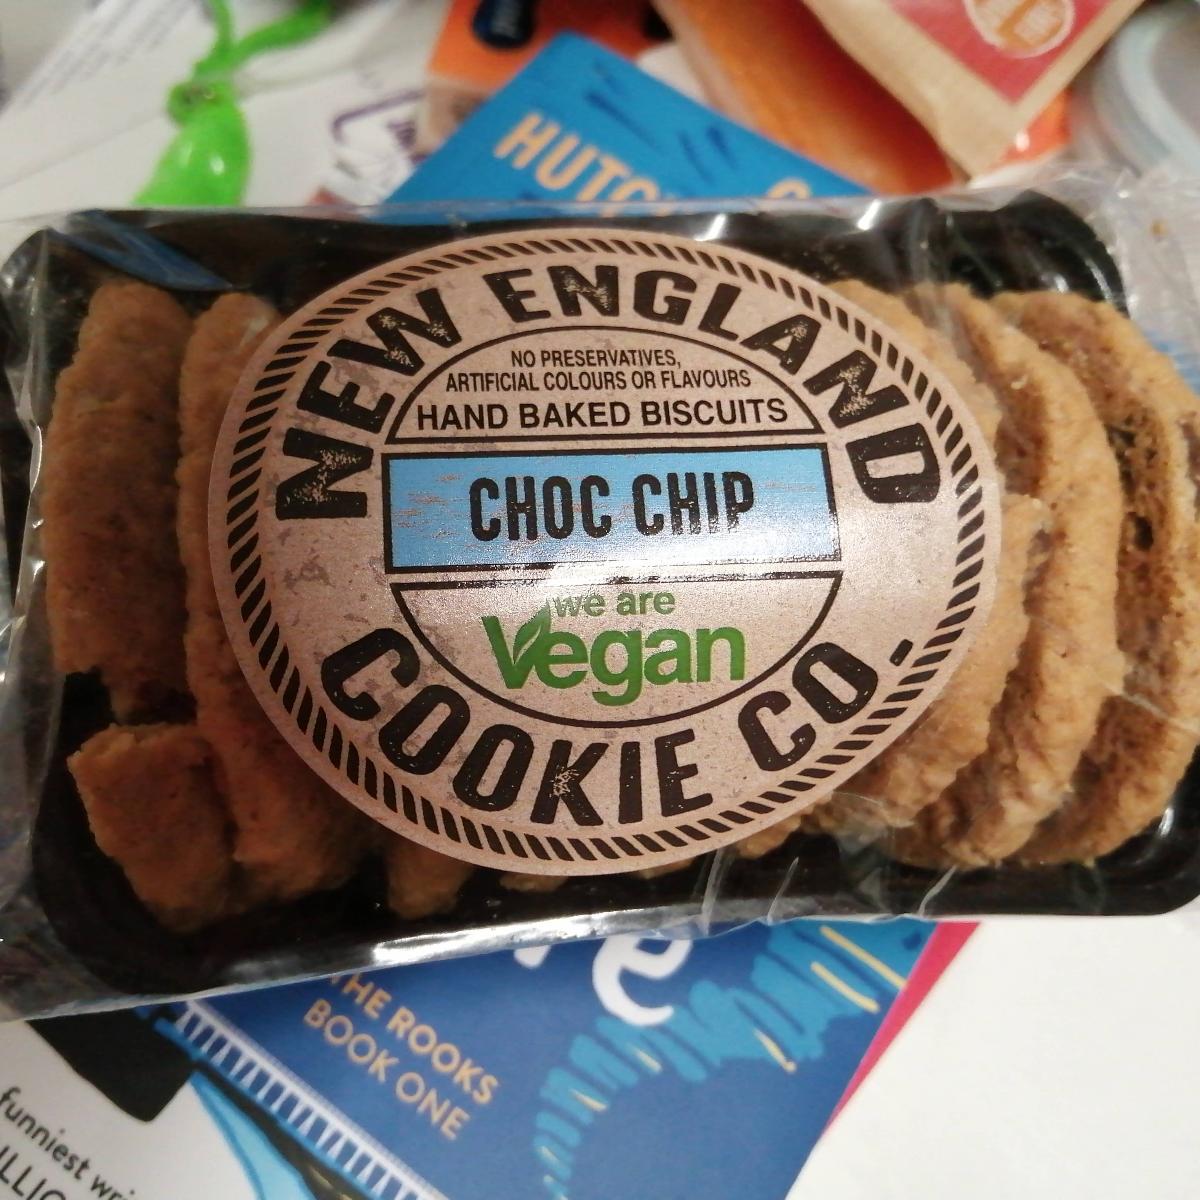 HUTC
NEW ENGLAND
NO PRESERVATIVES,
ARTIFICIAL COLOURS OR FLAVOURS
HAND BAKED BISCUITS
CHOC CHIP
we are
Vegan
COOKIE CO.
THE ROOKS
BOOK ONE
funniest